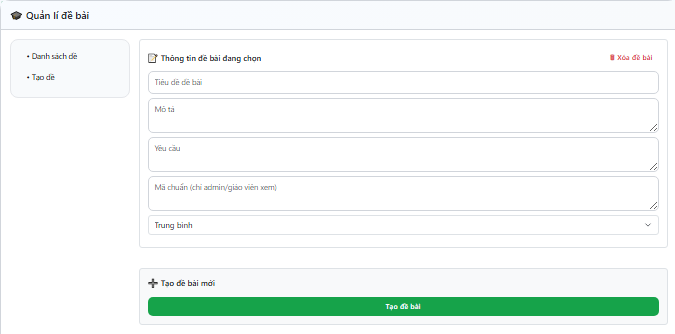 Quản lí đề bài
• Danh sách đề
• Tạo đề
Thông tin đề bài đang chọn
Xóa đề bài
Tiêu đề đề bài
Mô tả
Yêu cầu
Mã chuẩn (chỉ admin/giáo viên xem)
Trung bình
Tạo đề bài mới
Tạo đề bài